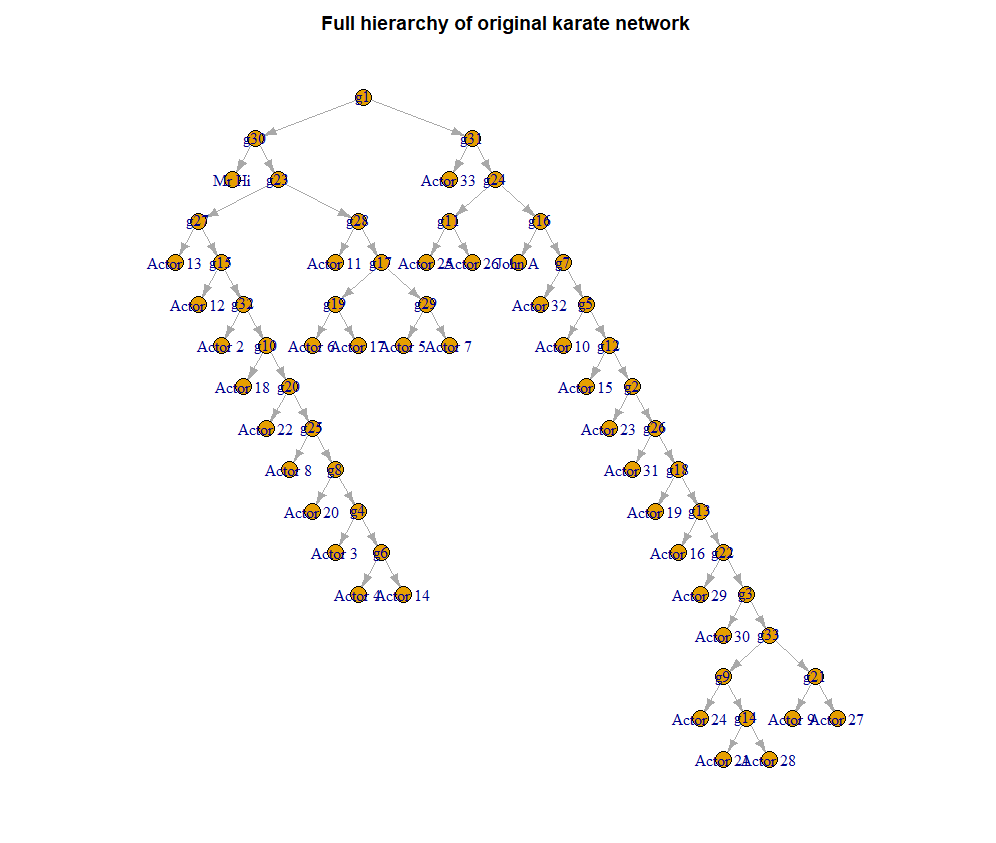 Full hierarchy of original karate network
g1
g30
g31
Mr Hi
g23
Actor 33
g24
g27
g28
g11
g16
Actor 13
g15
Actor 11
g17
Actor 25
Actor 26
John A
g7
Actor 12
g32
g19
g29
Actor 32
g5
Actor 2
g10
Actor 6
Actor 17
Actor 5
Actor 7
Actor 10
g12
Actor 18
g20
Actor 15
g2
Actor 22
g25
Actor 23
g26
Actor 8
g8
Actor 31
g18
Actor 20
g4
Actor 19
g13
Actor 3
g6
Actor 16
g22
Actor 4
Actor 14
Actor 29
g3
Actor 30
g33
g9
g21
Actor 24
g14
Actor 9
Actor 27
Actor 21
Actor 28